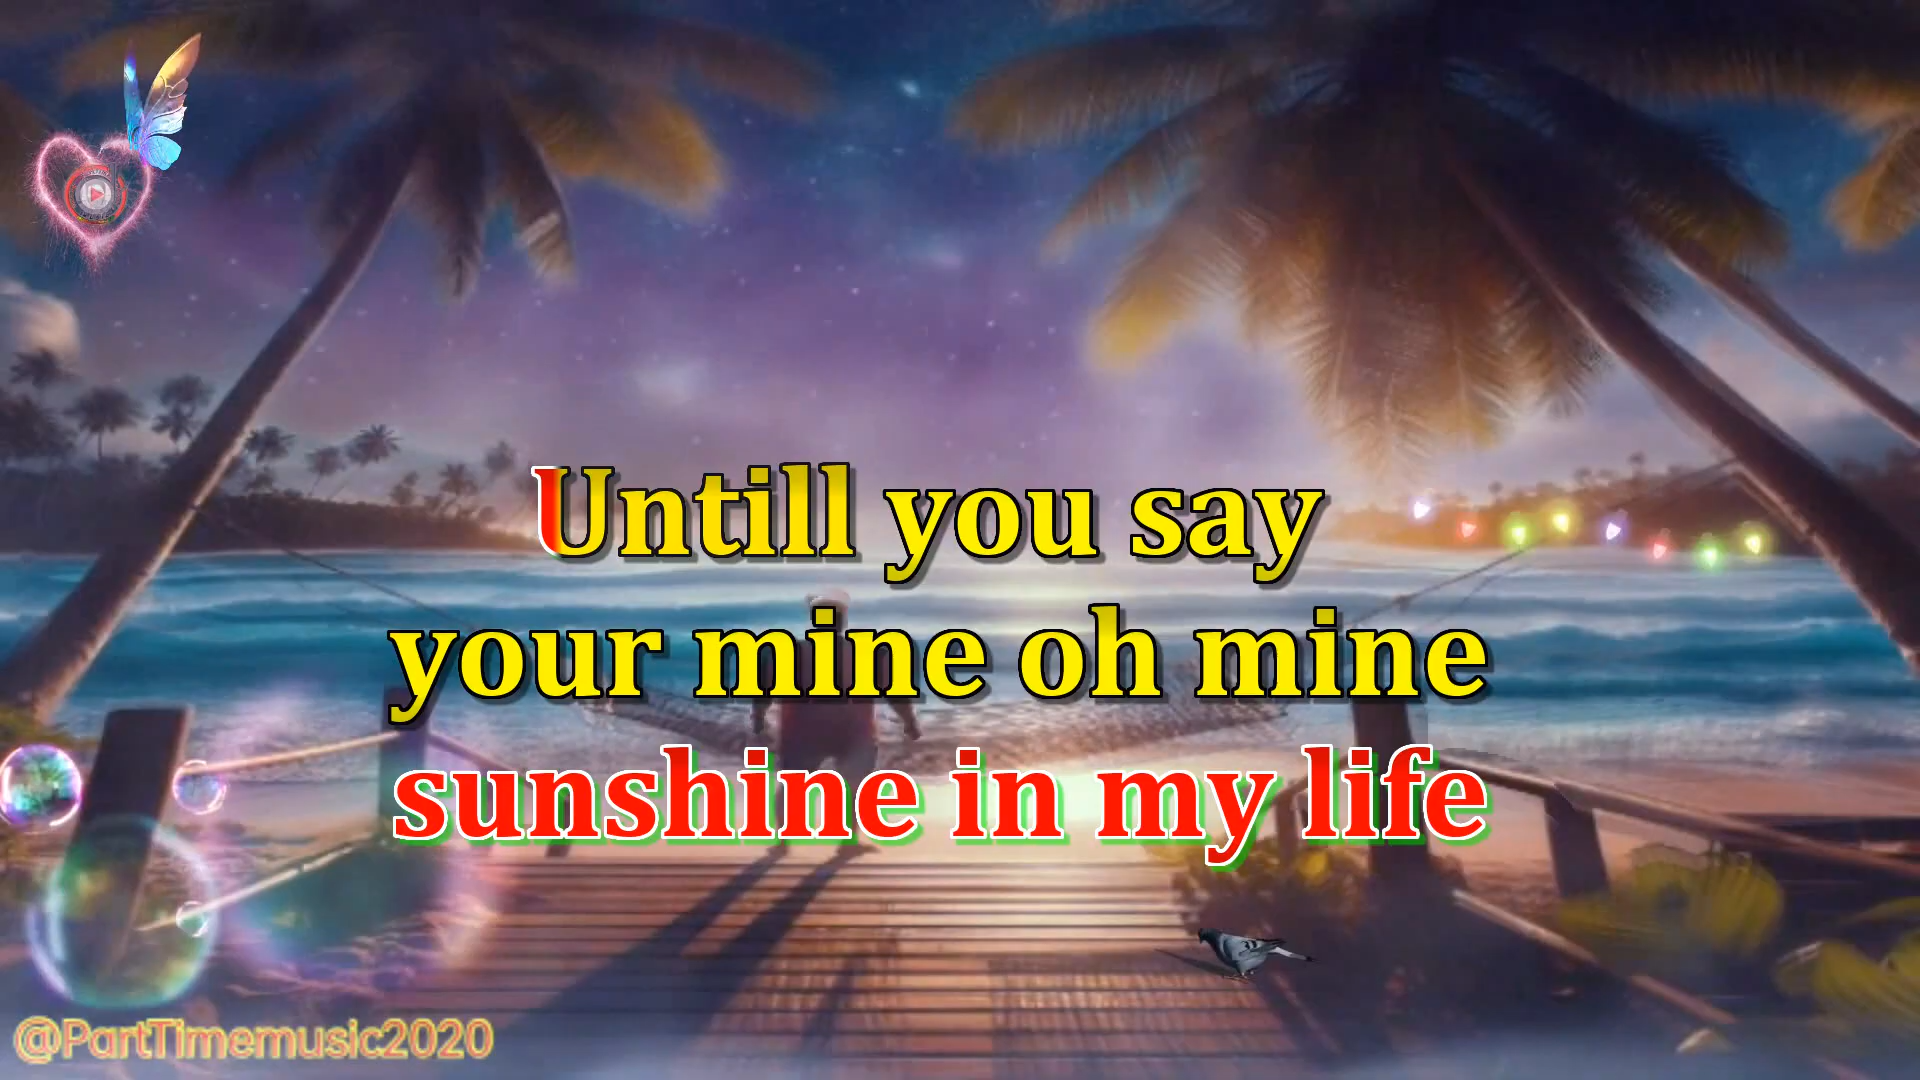 Untill you say
your mine oh mine
sunshine in my life
@PartTimemusic2020